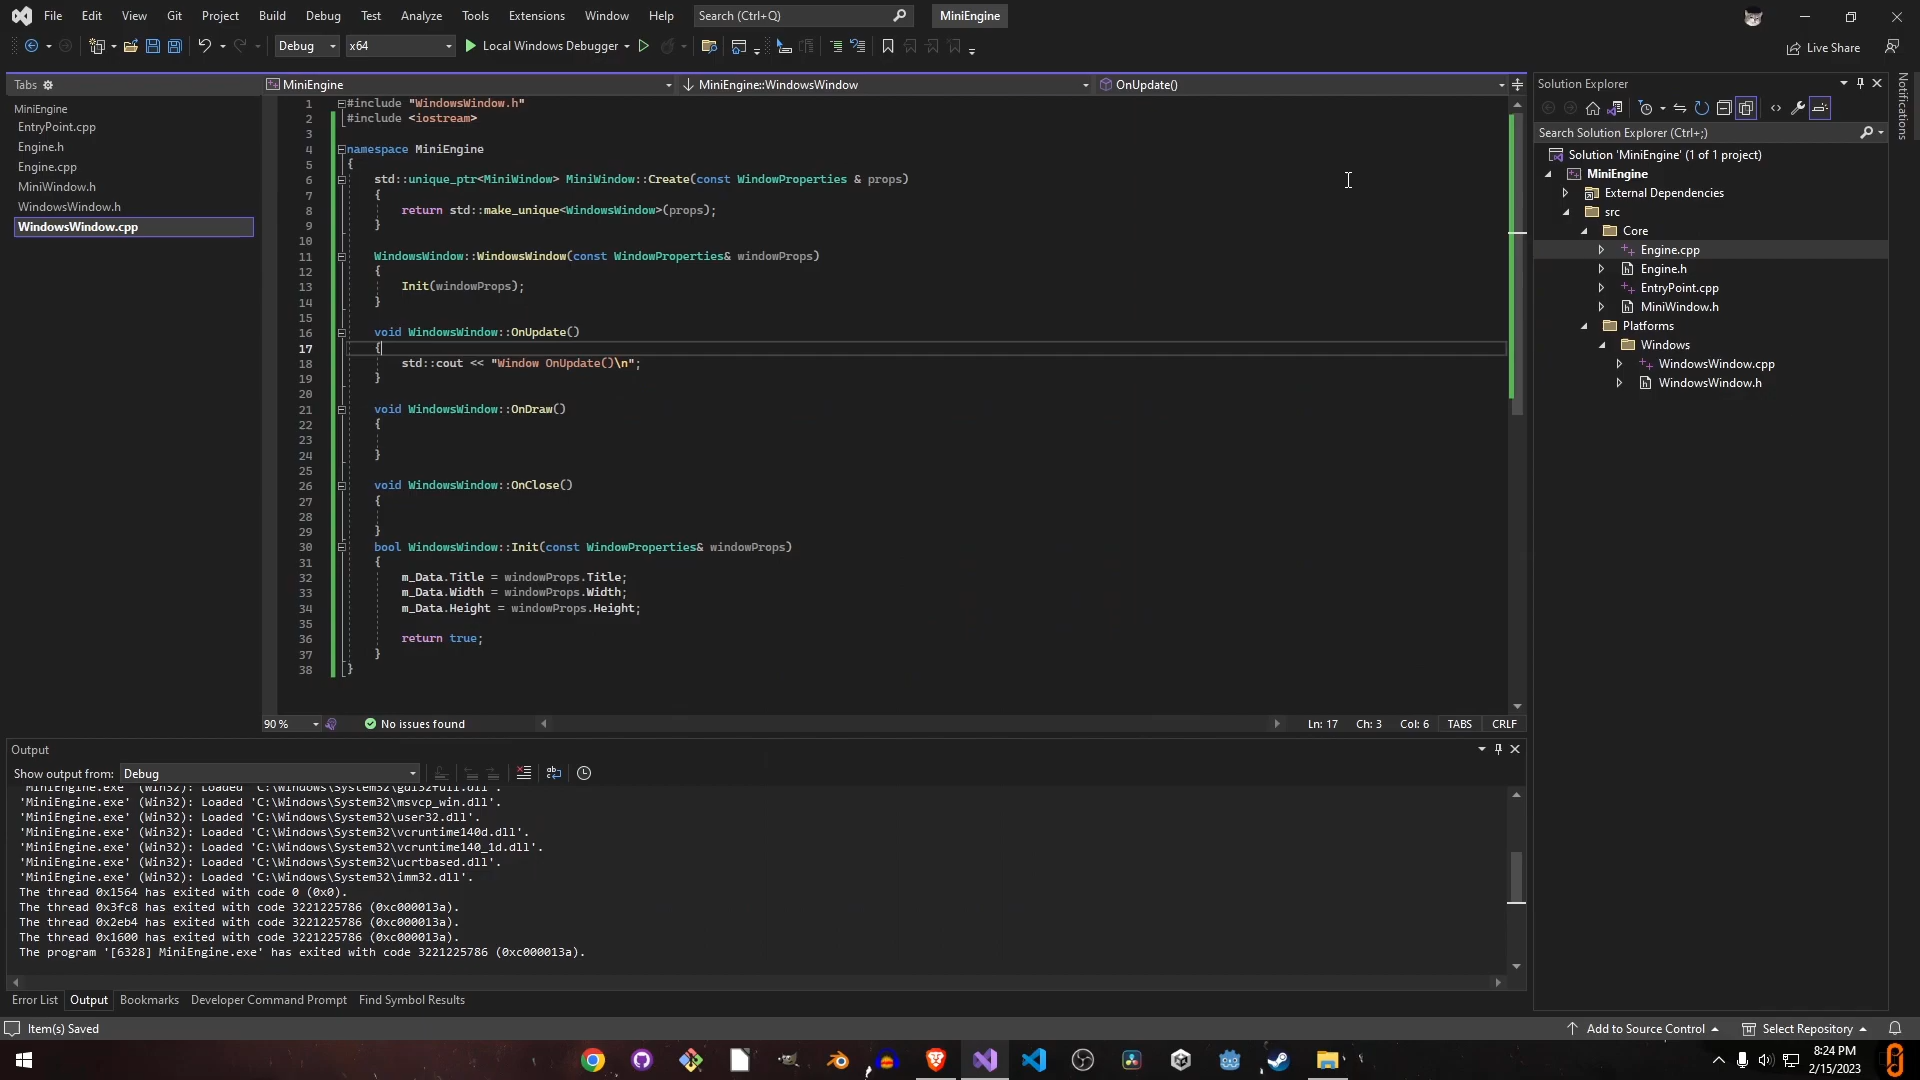 File Edit View Git Project Build Debug Test Analyze Tools Extensions Window Help Search (Ctrl+Q) MiniEngine
Debug x64 Local Windows Debugger Live Share
Tabs
MiniEngine
EntryPoint.cpp
Engine.h
Engine.cpp
MiniWindow.h
WindowsWindow.h
WindowsWindow.cpp
MiniEngine MiniEngine::WindowsWindow OnUpdate()
1 #include "WindowsWindow.h"
2 #include <iostream>
3
4 namespace MiniEngine
5 {
6 std::unique_ptr<MiniWindow> MiniWindow::Create(const WindowProperties & props)
7 {
8 return std::make_unique<WindowsWindow>(props);
9 }
10
11 WindowsWindow::WindowsWindow(const WindowProperties& windowProps)
12 {
13 Init(windowProps);
14 }
15
16 void WindowsWindow::OnUpdate()
17 {
18 std::cout << "Window OnUpdate()\n";
19 }
20
21 void WindowsWindow::OnDraw()
22 {
23
24 }
25
26 void WindowsWindow::OnClose()
27 {
28
29 }
30 bool WindowsWindow::Init(const WindowProperties& windowProps)
31 {
32 m_Data.Title = windowProps.Title;
33 m_Data.Width = windowProps.Width;
34 m_Data.Height = windowProps.Height;
35
36 return true;
37 }
38 }
90 % No issues found Ln: 17 Ch: 3 Col: 6 TABS CRLF
Solution Explorer
Search Solution Explorer (Ctrl+;)
Solution 'MiniEngine' (1 of 1 project)
MiniEngine
External Dependencies
src
Core
Engine.cpp
Engine.h
EntryPoint.cpp
MiniWindow.h
Platforms
Windows
WindowsWindow.cpp
WindowsWindow.h
Notifications
Output
Show output from: Debug
'MiniEngine.exe' (Win32): Loaded 'C:\Windows\System32\gdi32full.dll'.
'MiniEngine.exe' (Win32): Loaded 'C:\Windows\System32\msvcp_win.dll'.
'MiniEngine.exe' (Win32): Loaded 'C:\Windows\System32\user32.dll'.
'MiniEngine.exe' (Win32): Loaded 'C:\Windows\System32\vcruntime140d.dll'.
'MiniEngine.exe' (Win32): Loaded 'C:\Windows\System32\vcruntime140_1d.dll'.
'MiniEngine.exe' (Win32): Loaded 'C:\Windows\System32\ucrtbased.dll'.
'MiniEngine.exe' (Win32): Loaded 'C:\Windows\System32\imm32.dll'.
The thread 0x1564 has exited with code 0 (0x0).
The thread 0x3fc8 has exited with code 3221225786 (0xc000013a).
The thread 0x2eb4 has exited with code 3221225786 (0xc000013a).
The thread 0x1600 has exited with code 3221225786 (0xc000013a).
The program '[6328] MiniEngine.exe' has exited with code 3221225786 (0xc000013a).
Error List Output Bookmarks Developer Command Prompt Find Symbol Results
Item(s) Saved Add to Source Control Select Repository
8:24 PM
2/15/2023